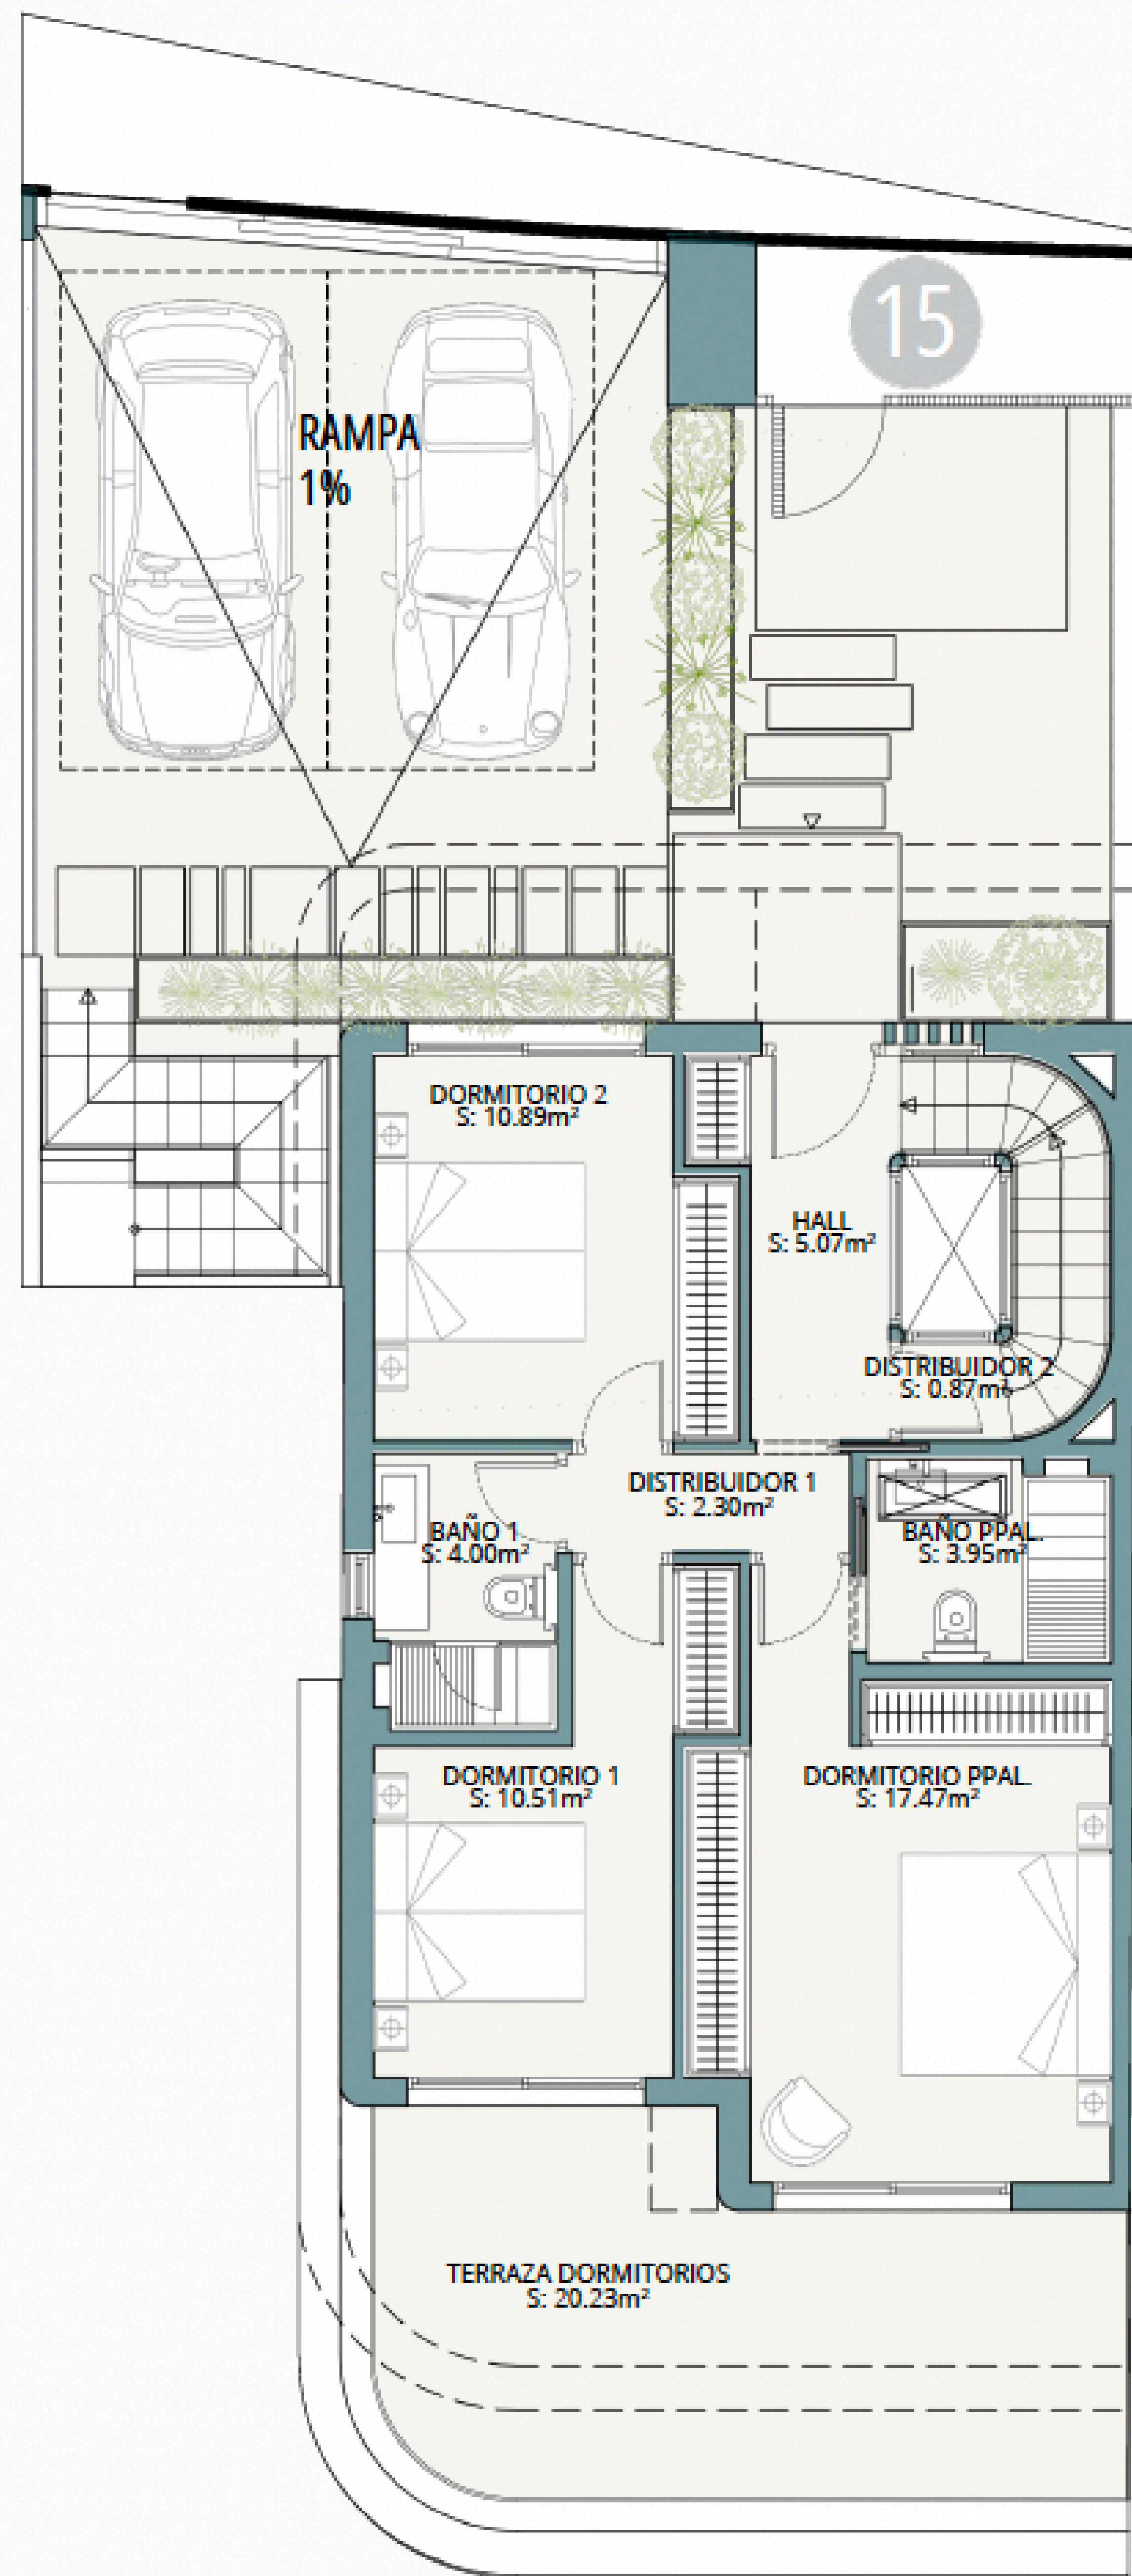 15
RAMPA
1%
DORMITORIO 2
S: 10.89m²
HALL
S: 5.07m²
DISTRIBUIDOR 2
S: 0.87m²
DISTRIBUIDOR 1
S: 2.30m²
BAÑO 1
S: 4.00m²
BAÑO PPAL.
S: 3.95m²
DORMITORIO 1
S: 10.51m²
DORMITORIO PPAL.
S: 17.47m²
TERRAZA DORMITORIOS
S: 20.23m²